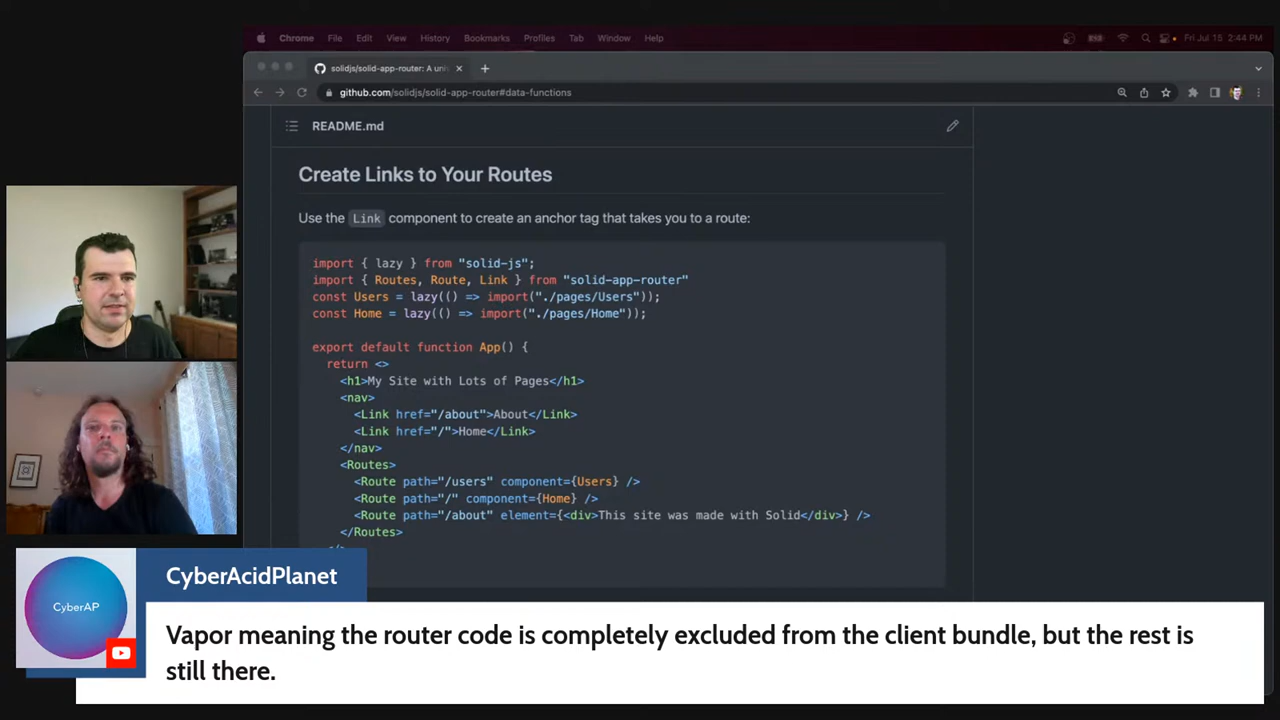 Chrome File Edit View History Bookmarks Profiles Tab Window Help Fri Jul 15 2:44 PM
solidjs/solid-app-router: A uni
github.com/solidjs/solid-app-router#data-functions
README.md
Create Links to Your Routes
Use the Link component to create an anchor tag that takes you to a route:
import { lazy } from "solid-js";
import { Routes, Route, Link } from "solid-app-router"
const Users = lazy(() => import("./pages/Users"));
const Home = lazy(() => import("./pages/Home"));
export default function App() {
return <>
<h1>My Site with Lots of Pages</h1>
<nav>
<Link href="/about">About</Link>
<Link href="/">Home</Link>
</nav>
<Routes>
<Route path="/users" component={Users} />
<Route path="/" component={Home} />
<Route path="/about" element={<div>This site was made with Solid</div>} />
</Routes>
CyberAP
CyberAcidPlanet
Vapor meaning the router code is completely excluded from the client bundle, but the rest is
still there.